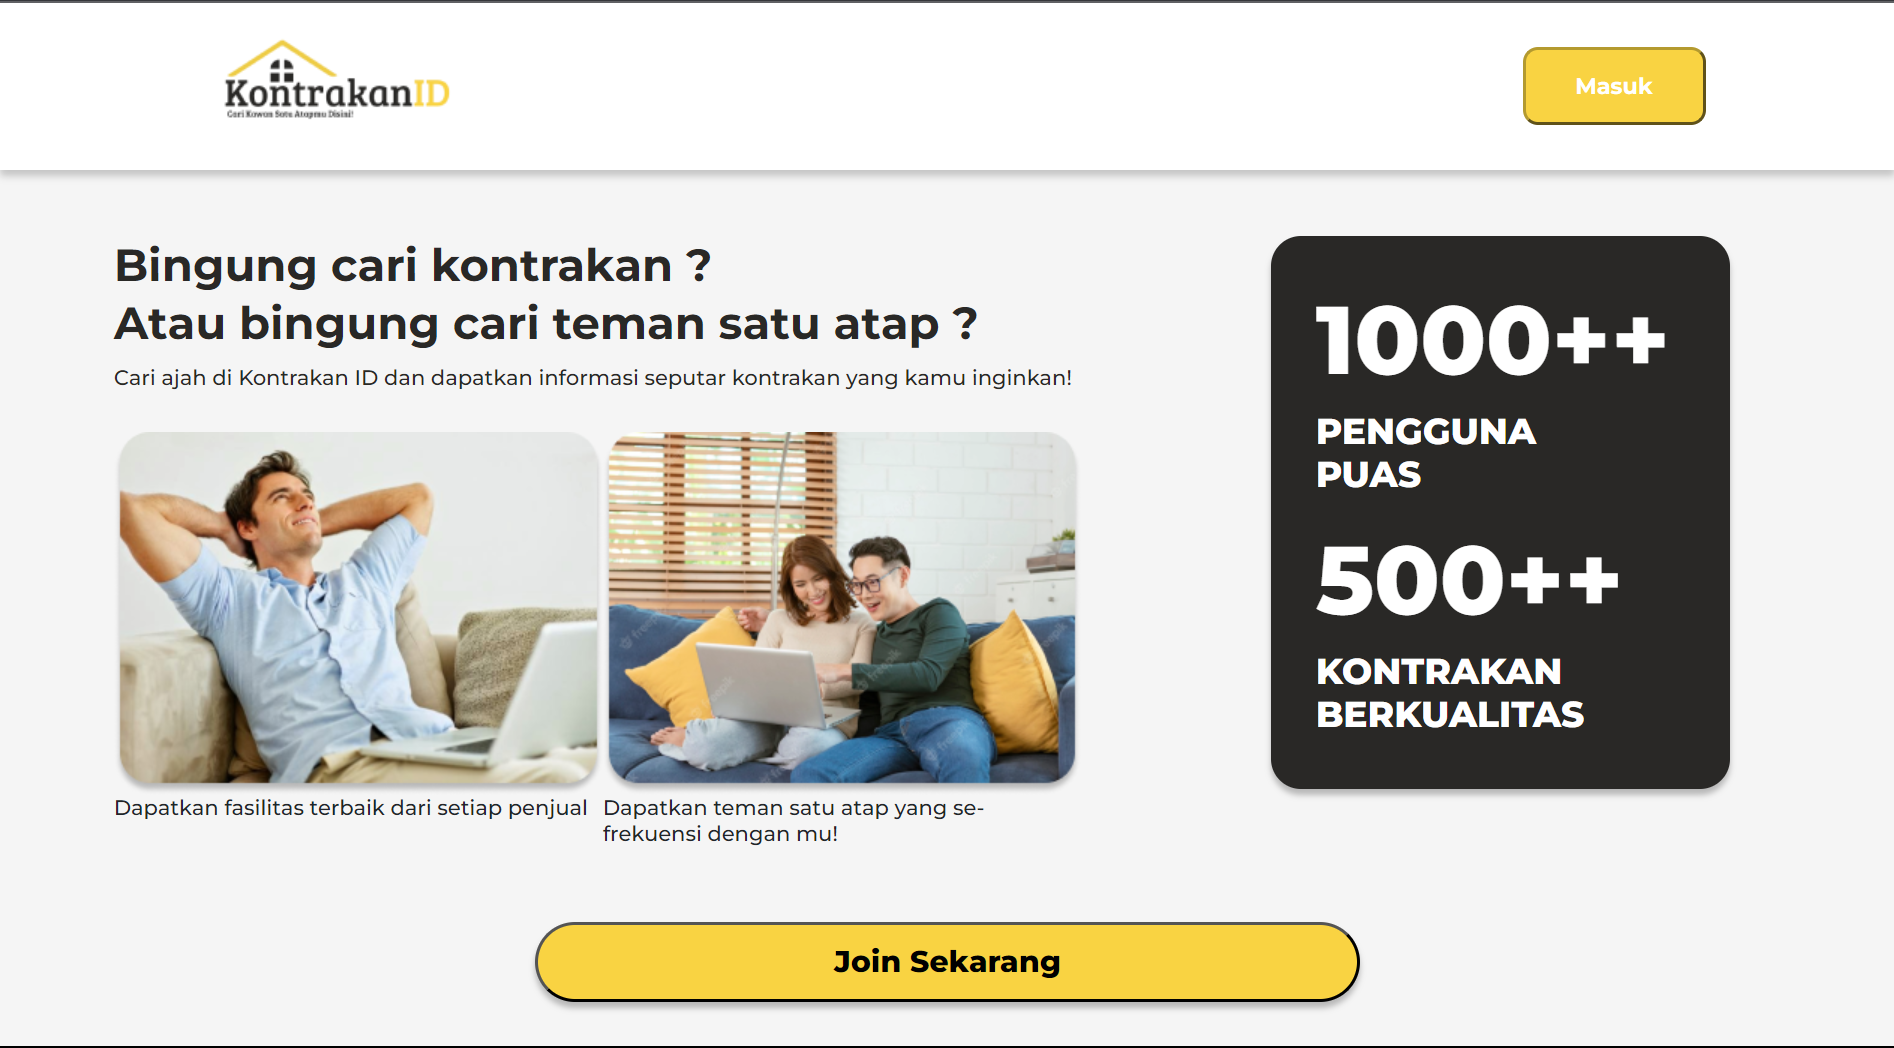 KontrakanID
Cari Kawan Satu Atapmu Disini!
Masuk
Bingung cari kontrakan ?
Atau bingung cari teman satu atap ?
Cari ajah di Kontrakan ID dan dapatkan informasi seputar kontrakan yang kamu inginkan!
Dapatkan fasilitas terbaik dari setiap penjual
Dapatkan teman satu atap yang se-
frekuensi dengan mu!
1000++
PENGGUNA
PUAS
500++
KONTRAKAN
BERKUALITAS
Join Sekarang